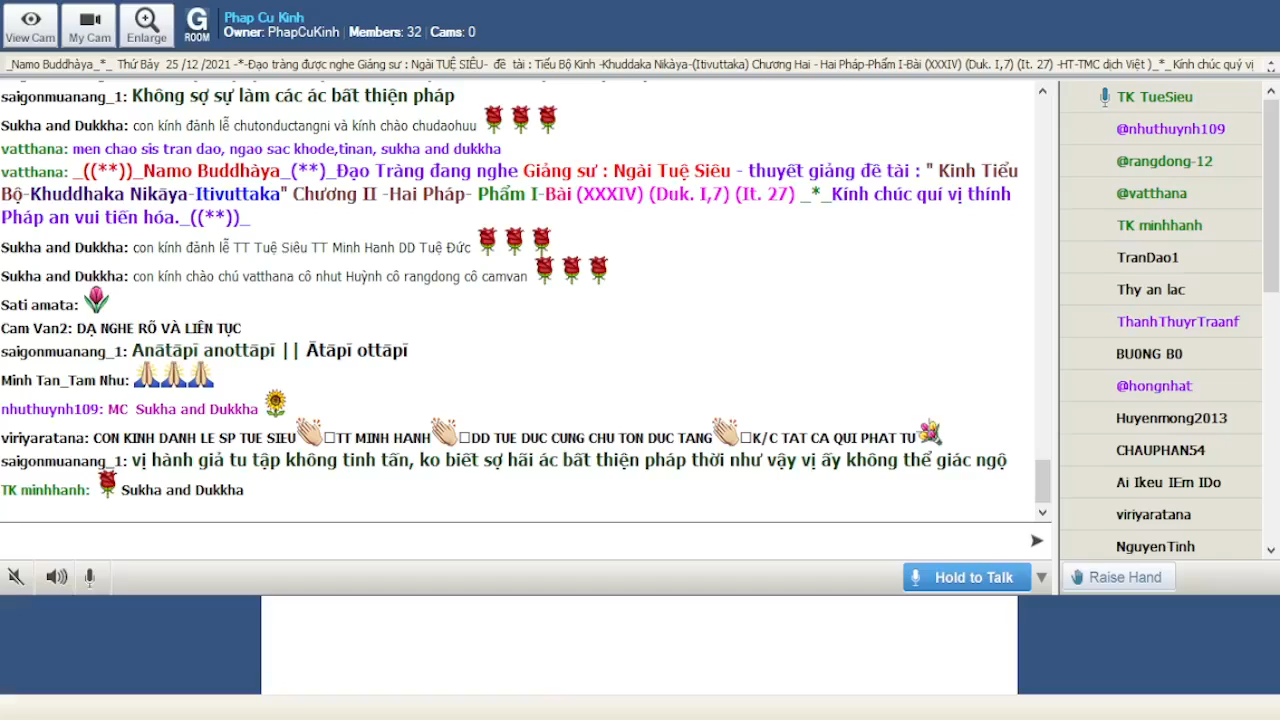 View Cam
My Cam
Enlarge
G
ROOM
Phap Cu Kinh
Owner: PhapCuKinh | Members: 32 | Cams: 0
_Namo Buddhàya_*_ Thứ Bảy 25 /12 /2021 -*-Đạo tràng được nghe Giảng sư : Ngài TUỆ SIÊU- đề tài : Tiểu Bộ Kinh -Khuddaka Nikàya-(Itivuttaka) Chương Hai - Hai Pháp-Phẩm I-Bài (XXXIV) (Duk. I,7) (It. 27) -HT-TMC dịch Việt )_*_Kính chúc quý vị
saigonmuanang_1: Không sợ sự làm các ác bất thiện pháp
Sukha and Dukkha: con kính đảnh lễ chutonductangni và kính chào chudaohuu
vatthana: men chao sis tran dao, ngao sac khode,tinan, sukha and dukkha
vatthana: _((**))_Namo Buddhàya_(**)_Đạo Tràng đang nghe Giảng sư : Ngài Tuệ Siêu - thuyết giảng đề tài : " Kinh Tiểu
Bộ-Khuddhaka Nikãya-Itivuttaka" Chương II -Hai Pháp- Phẩm I-Bài (XXXIV) (Duk. I,7) (It. 27) _*_Kính chúc quí vị thính
Pháp an vui tiến hóa._((**))_
Sukha and Dukkha: con kính đảnh lễ TT Tuệ Siêu TT Minh Hanh DD Tuệ Đức
Sukha and Dukkha: con kính chào chú vatthana cô nhut Huỳnh cô rangdong cô camvan
Sati amata:
Cam Van2: DẠ NGHE RÕ VÀ LIÊN TỤC
saigonmuanang_1: Anātāpī anottapī || Ātāpī ottāpī
Minh Tan_Tam Nhu:
nhuthuynh109: MC Sukha and Dukkha
viriyaratana: CON KINH DANH LE SP TUE SIEU □TT MINH HANH □DD TUE DUC CUNG CHU TON DUC TANG □K/C TAT CA QUI PHAT TU
saigonmuanang_1: vị hành giả tu tập không tinh tấn, ko biết sợ hãi ác bất thiện pháp thời như vậy vị ấy không thể giác ngộ
TK minhhanh: Sukha and Dukkha
Hold to Talk
TK TueSieu
@nhuthuynh109
@rangdong-12
@vatthana
TK minhhanh
TranDao1
Thy an lac
ThanhThuyrTraanf
BUONG BO
@hongnhat
Huyenmong2013
CHAUPHAN54
Ai Ikeu IEm IDo
viriyaratana
NguyenTinh
Raise Hand